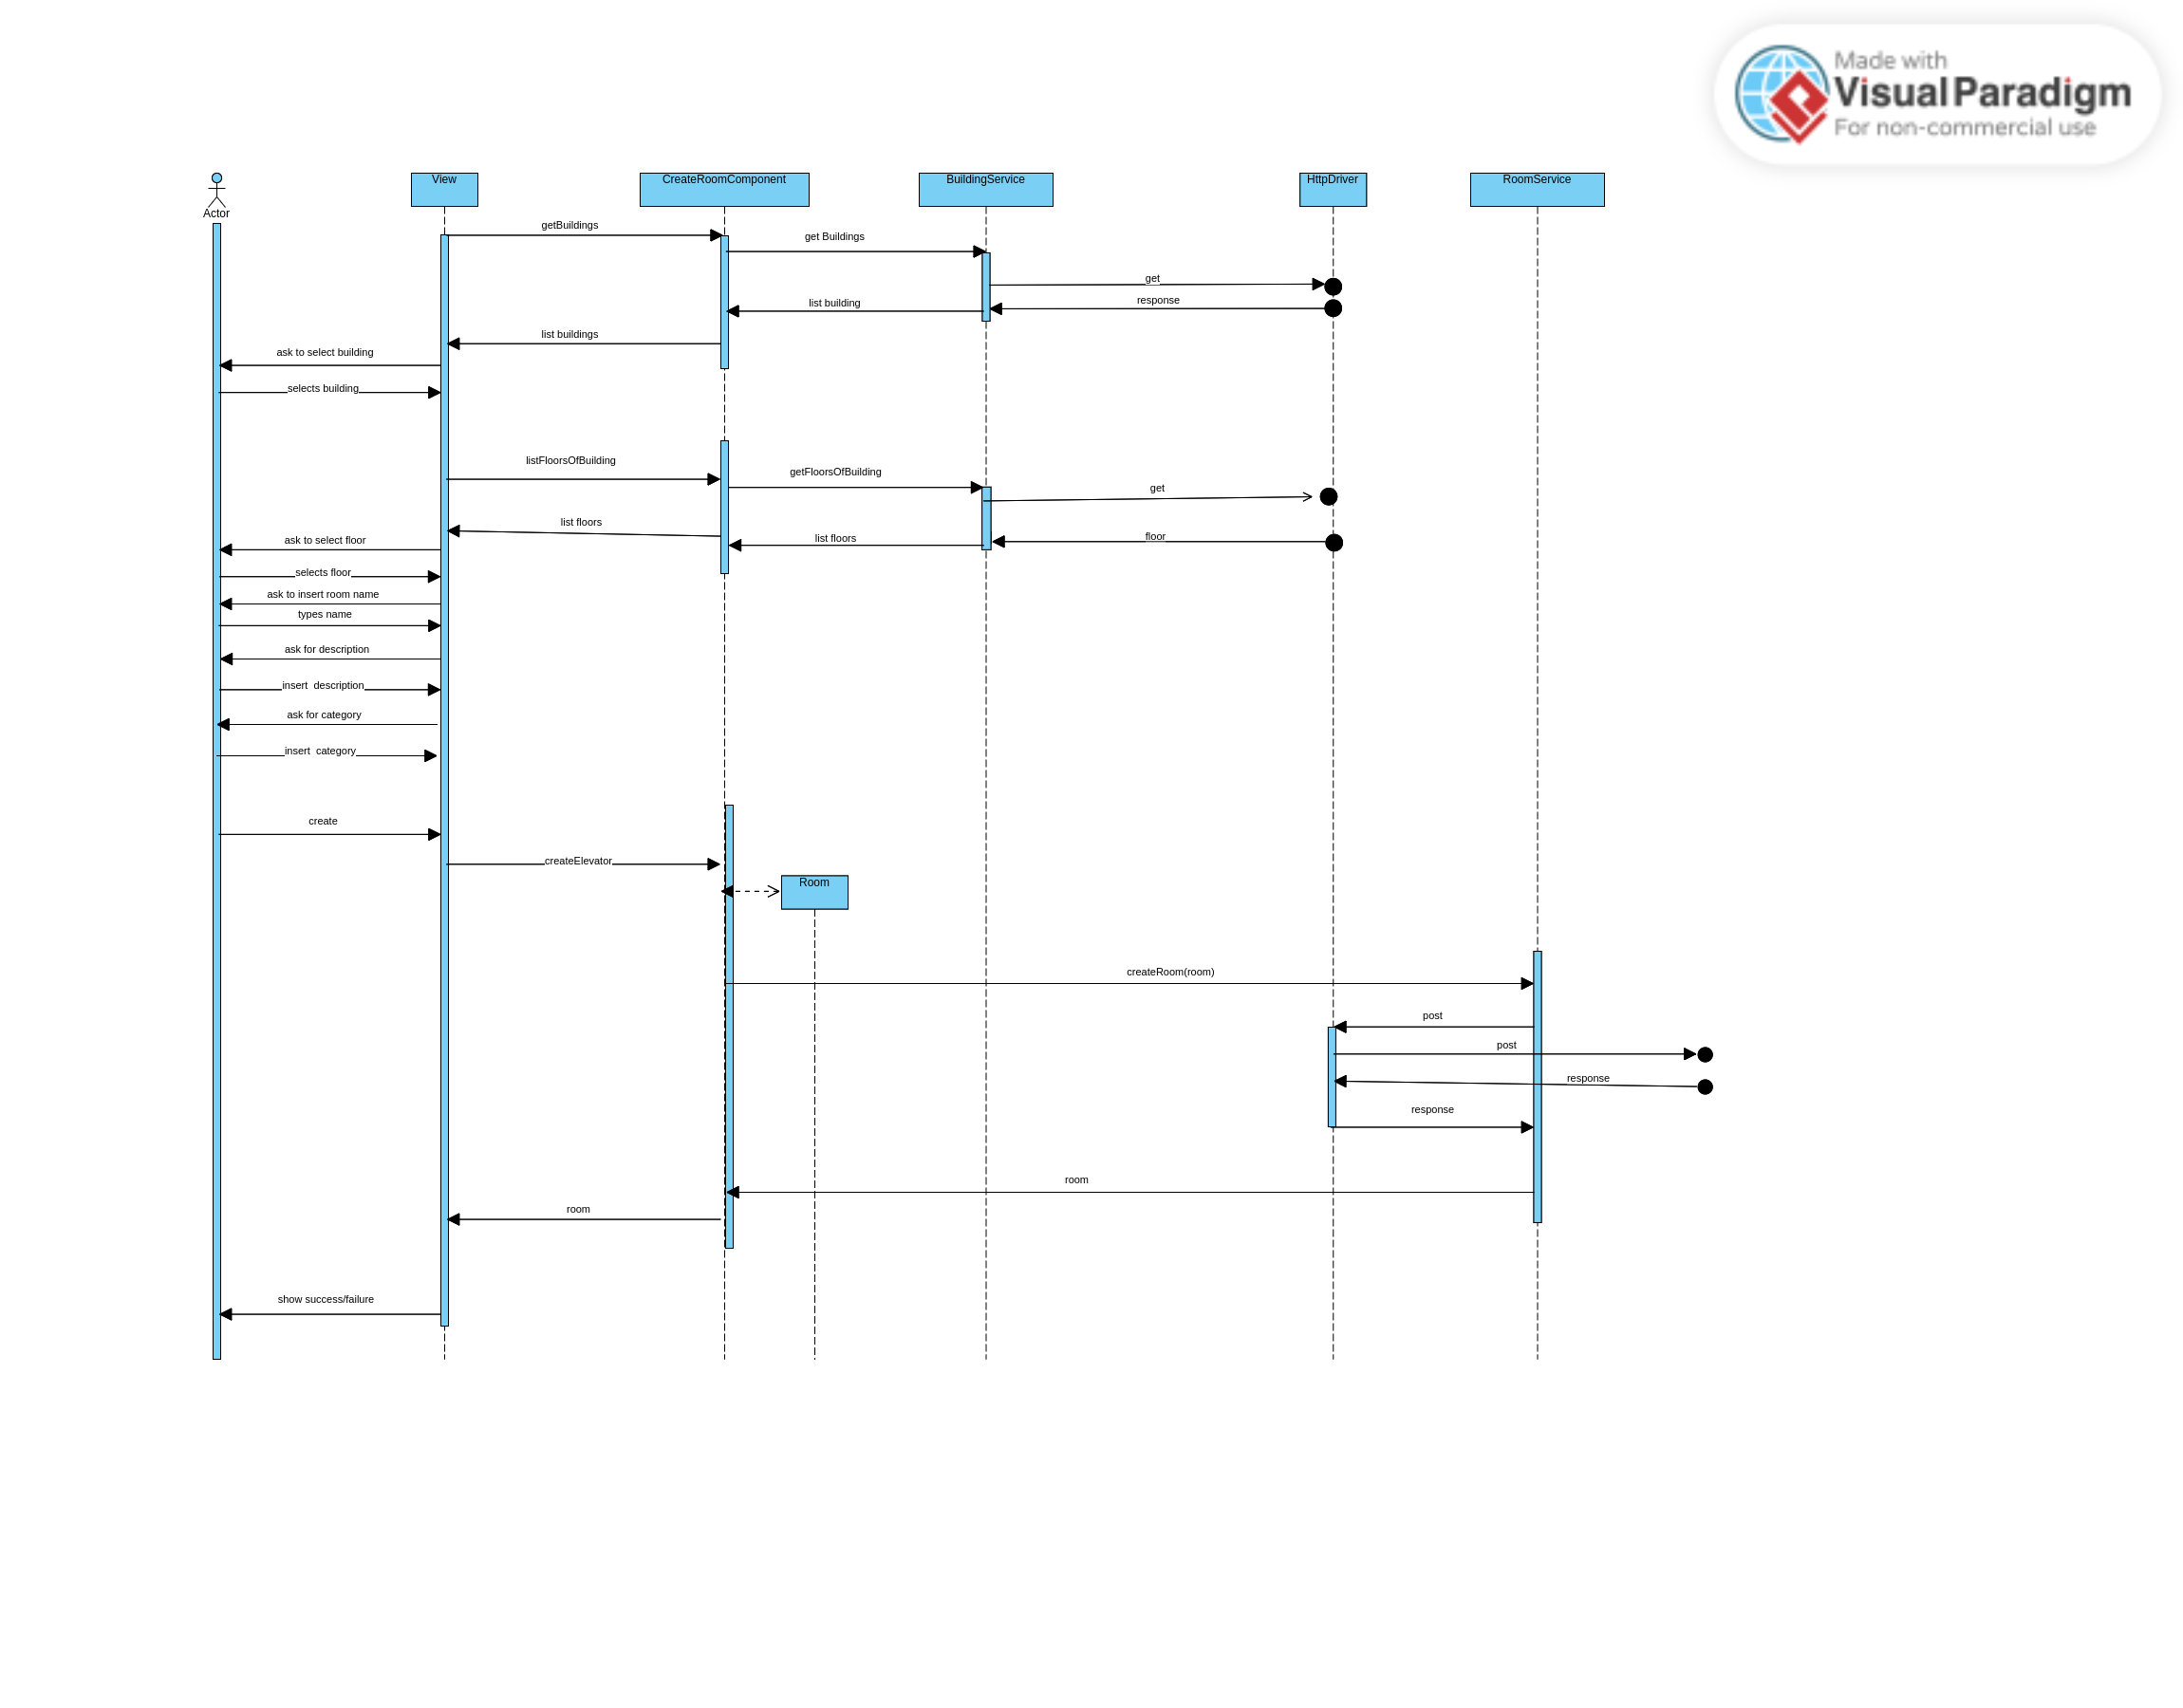 Made with
Visual Paradigm
For non-commercial use
Actor
View
CreateRoomComponent
BuildingService
HttpDriver
RoomService
getBuildings
get Buildings
get
response
list building
list buildings
ask to select building
selects building
listFloorsOfBuilding
getFloorsOfBuilding
get
list floors
floor
list floors
ask to select floor
selects floor
ask to insert room name
types name
ask for description
insert  description
ask for category
insert  category
create
createElevator
Room
createRoom(room)
post
post
response
response
room
room
show success/failure